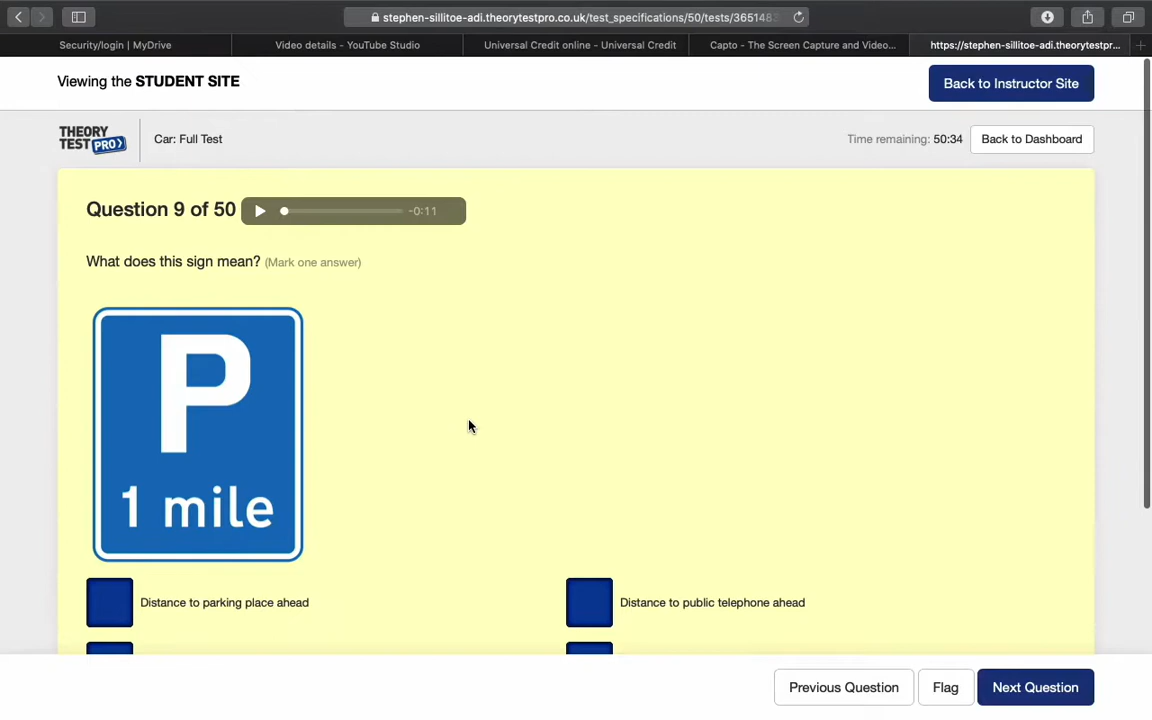 stephen-sillitoe-adi.theorytestpro.co.uk/test_specifications/50/tests/3651483
Security/login | MyDrive
Video details - YouTube Studio
Universal Credit online - Universal Credit
Capto - The Screen Capture and Video...
https://stephen-sillitoe-adi.theorytestpr...
Viewing the STUDENT SITE
Back to Instructor Site
THEORY
TEST PRO
Car: Full Test
Time remaining: 50:34
Back to Dashboard
Question 9 of 50
-0:11
What does this sign mean? (Mark one answer)
P
1 mile
Distance to parking place ahead
Distance to public telephone ahead
Previous Question
Flag
Next Question